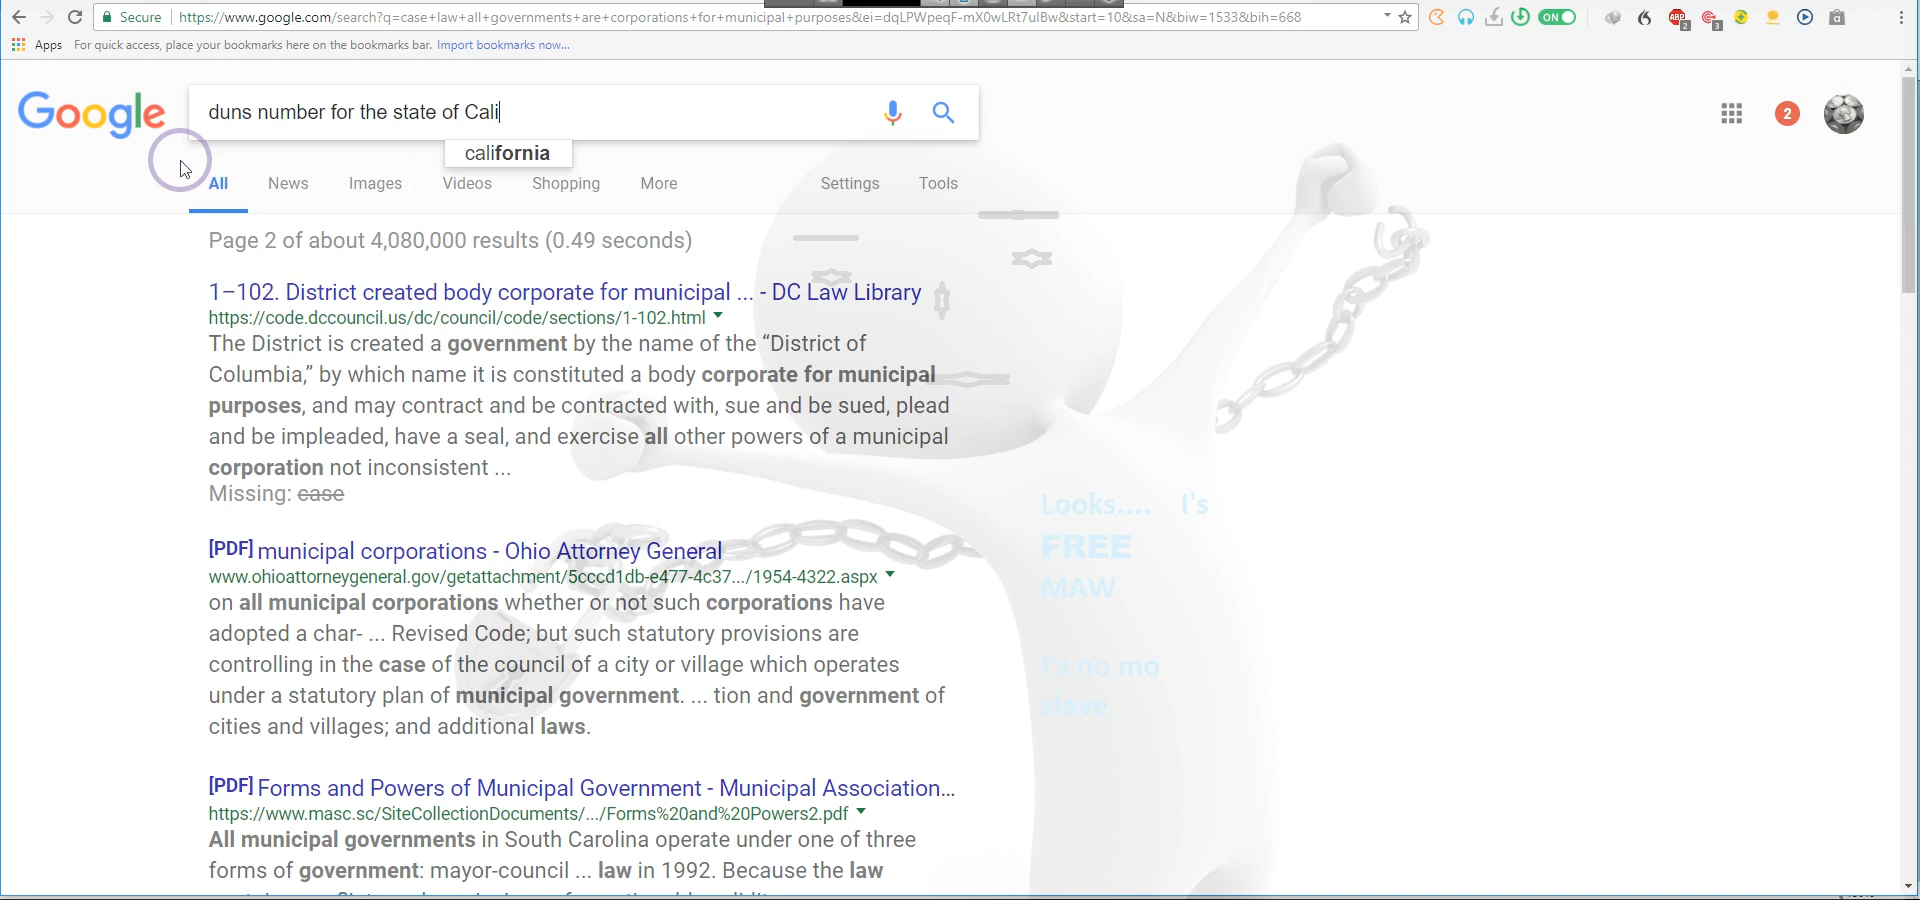 Secure https://www.google.com/search?q=case+law+all+governments+are+corporations+for+municipal+purposes&ei=dqLPWpeqF-mX0wLRt7uIBw&start=10&sa=N&biw=1533&bih=668
ON 2 3
Apps For quick access, place your bookmarks here on the bookmarks bar. Import bookmarks now...
Google duns number for the state of Cali 2
california
All News Images Videos Shopping More Settings Tools
Page 2 of about 4,080,000 results (0.49 seconds)
1–102. District created body corporate for municipal ... - DC Law Library
https://code.dccouncil.us/dc/council/code/sections/1-102.html
The District is created a government by the name of the “District of
Columbia,” by which name it is constituted a body corporate for municipal
purposes, and may contract and be contracted with, sue and be sued, plead
and be impleaded, have a seal, and exercise all other powers of a municipal
corporation not inconsistent ...
Missing: case
[PDF] municipal corporations - Ohio Attorney General
www.ohioattorneygeneral.gov/getattachment/5cccd1db-e477-4c37.../1954-4322.aspx
on all municipal corporations whether or not such corporations have
adopted a char- ... Revised Code; but such statutory provisions are
controlling in the case of the council of a city or village which operates
under a statutory plan of municipal government. ... tion and government of
cities and villages; and additional laws.
[PDF] Forms and Powers of Municipal Government - Municipal Association...
https://www.masc.sc/SiteCollectionDocuments/.../Forms%20and%20Powers2.pdf
All municipal governments in South Carolina operate under one of three
forms of government: mayor-council ... law in 1992. Because the law
Looks.... I's
FREE
MAW
I's no mo
slave